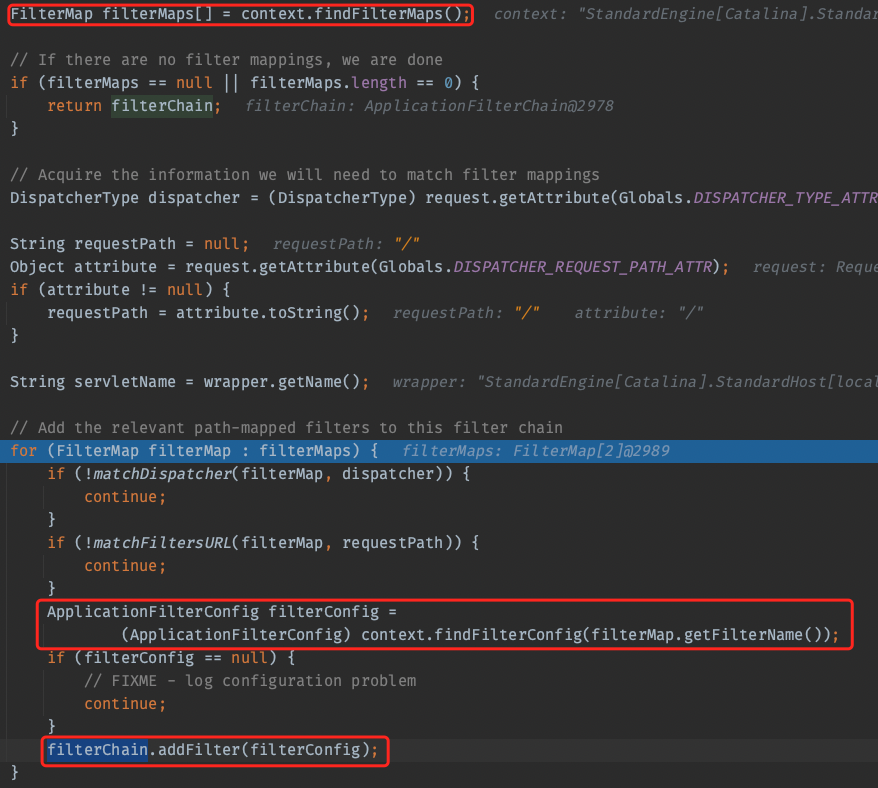 FilterMap filterMaps[] = context.findFilterMaps();  context: "StandardEngine[Catalina].Standar
// If there are no filter mappings, we are done
if (filterMaps == null || filterMaps.length == 0) {
    return filterChain;  filterChain: ApplicationFilterChain@2978
}
// Acquire the information we will need to match filter mappings
DispatcherType dispatcher = (DispatcherType) request.getAttribute(Globals.DISPATCHER_TYPE_ATTR
String requestPath = null;  requestPath: "/"
Object attribute = request.getAttribute(Globals.DISPATCHER_REQUEST_PATH_ATTR);  request: Reque
if (attribute != null) {
    requestPath = attribute.toString();  requestPath: "/"   attribute: "/"
}
String servletName = wrapper.getName();  wrapper: "StandardEngine[Catalina].StandardHost[local
// Add the relevant path-mapped filters to this filter chain
for (FilterMap filterMap : filterMaps) {  filterMaps: FilterMap[2]@2989
    if (!matchDispatcher(filterMap, dispatcher)) {
        continue;
    }
    if (!matchFiltersURL(filterMap, requestPath)) {
        continue;
    }
    ApplicationFilterConfig filterConfig =
            (ApplicationFilterConfig) context.findFilterConfig(filterMap.getFilterName());
    if (filterConfig == null) {
        // FIXME - log configuration problem
        continue;
    }
    filterChain.addFilter(filterConfig);
}